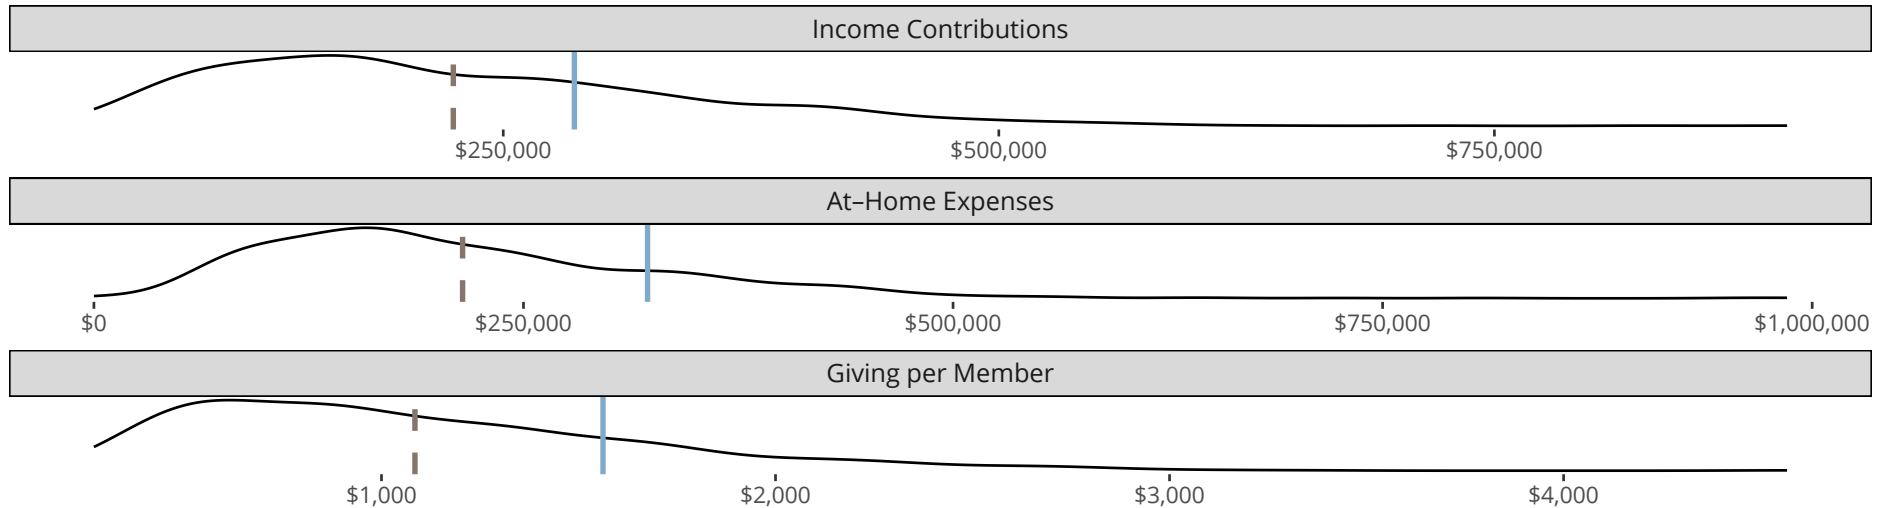 Income Contributions
$250,000 $500,000 $750,000
At–Home Expenses
$0 $250,000 $500,000 $750,000 $1,000,000
Giving per Member
$1,000 $2,000 $3,000 $4,000